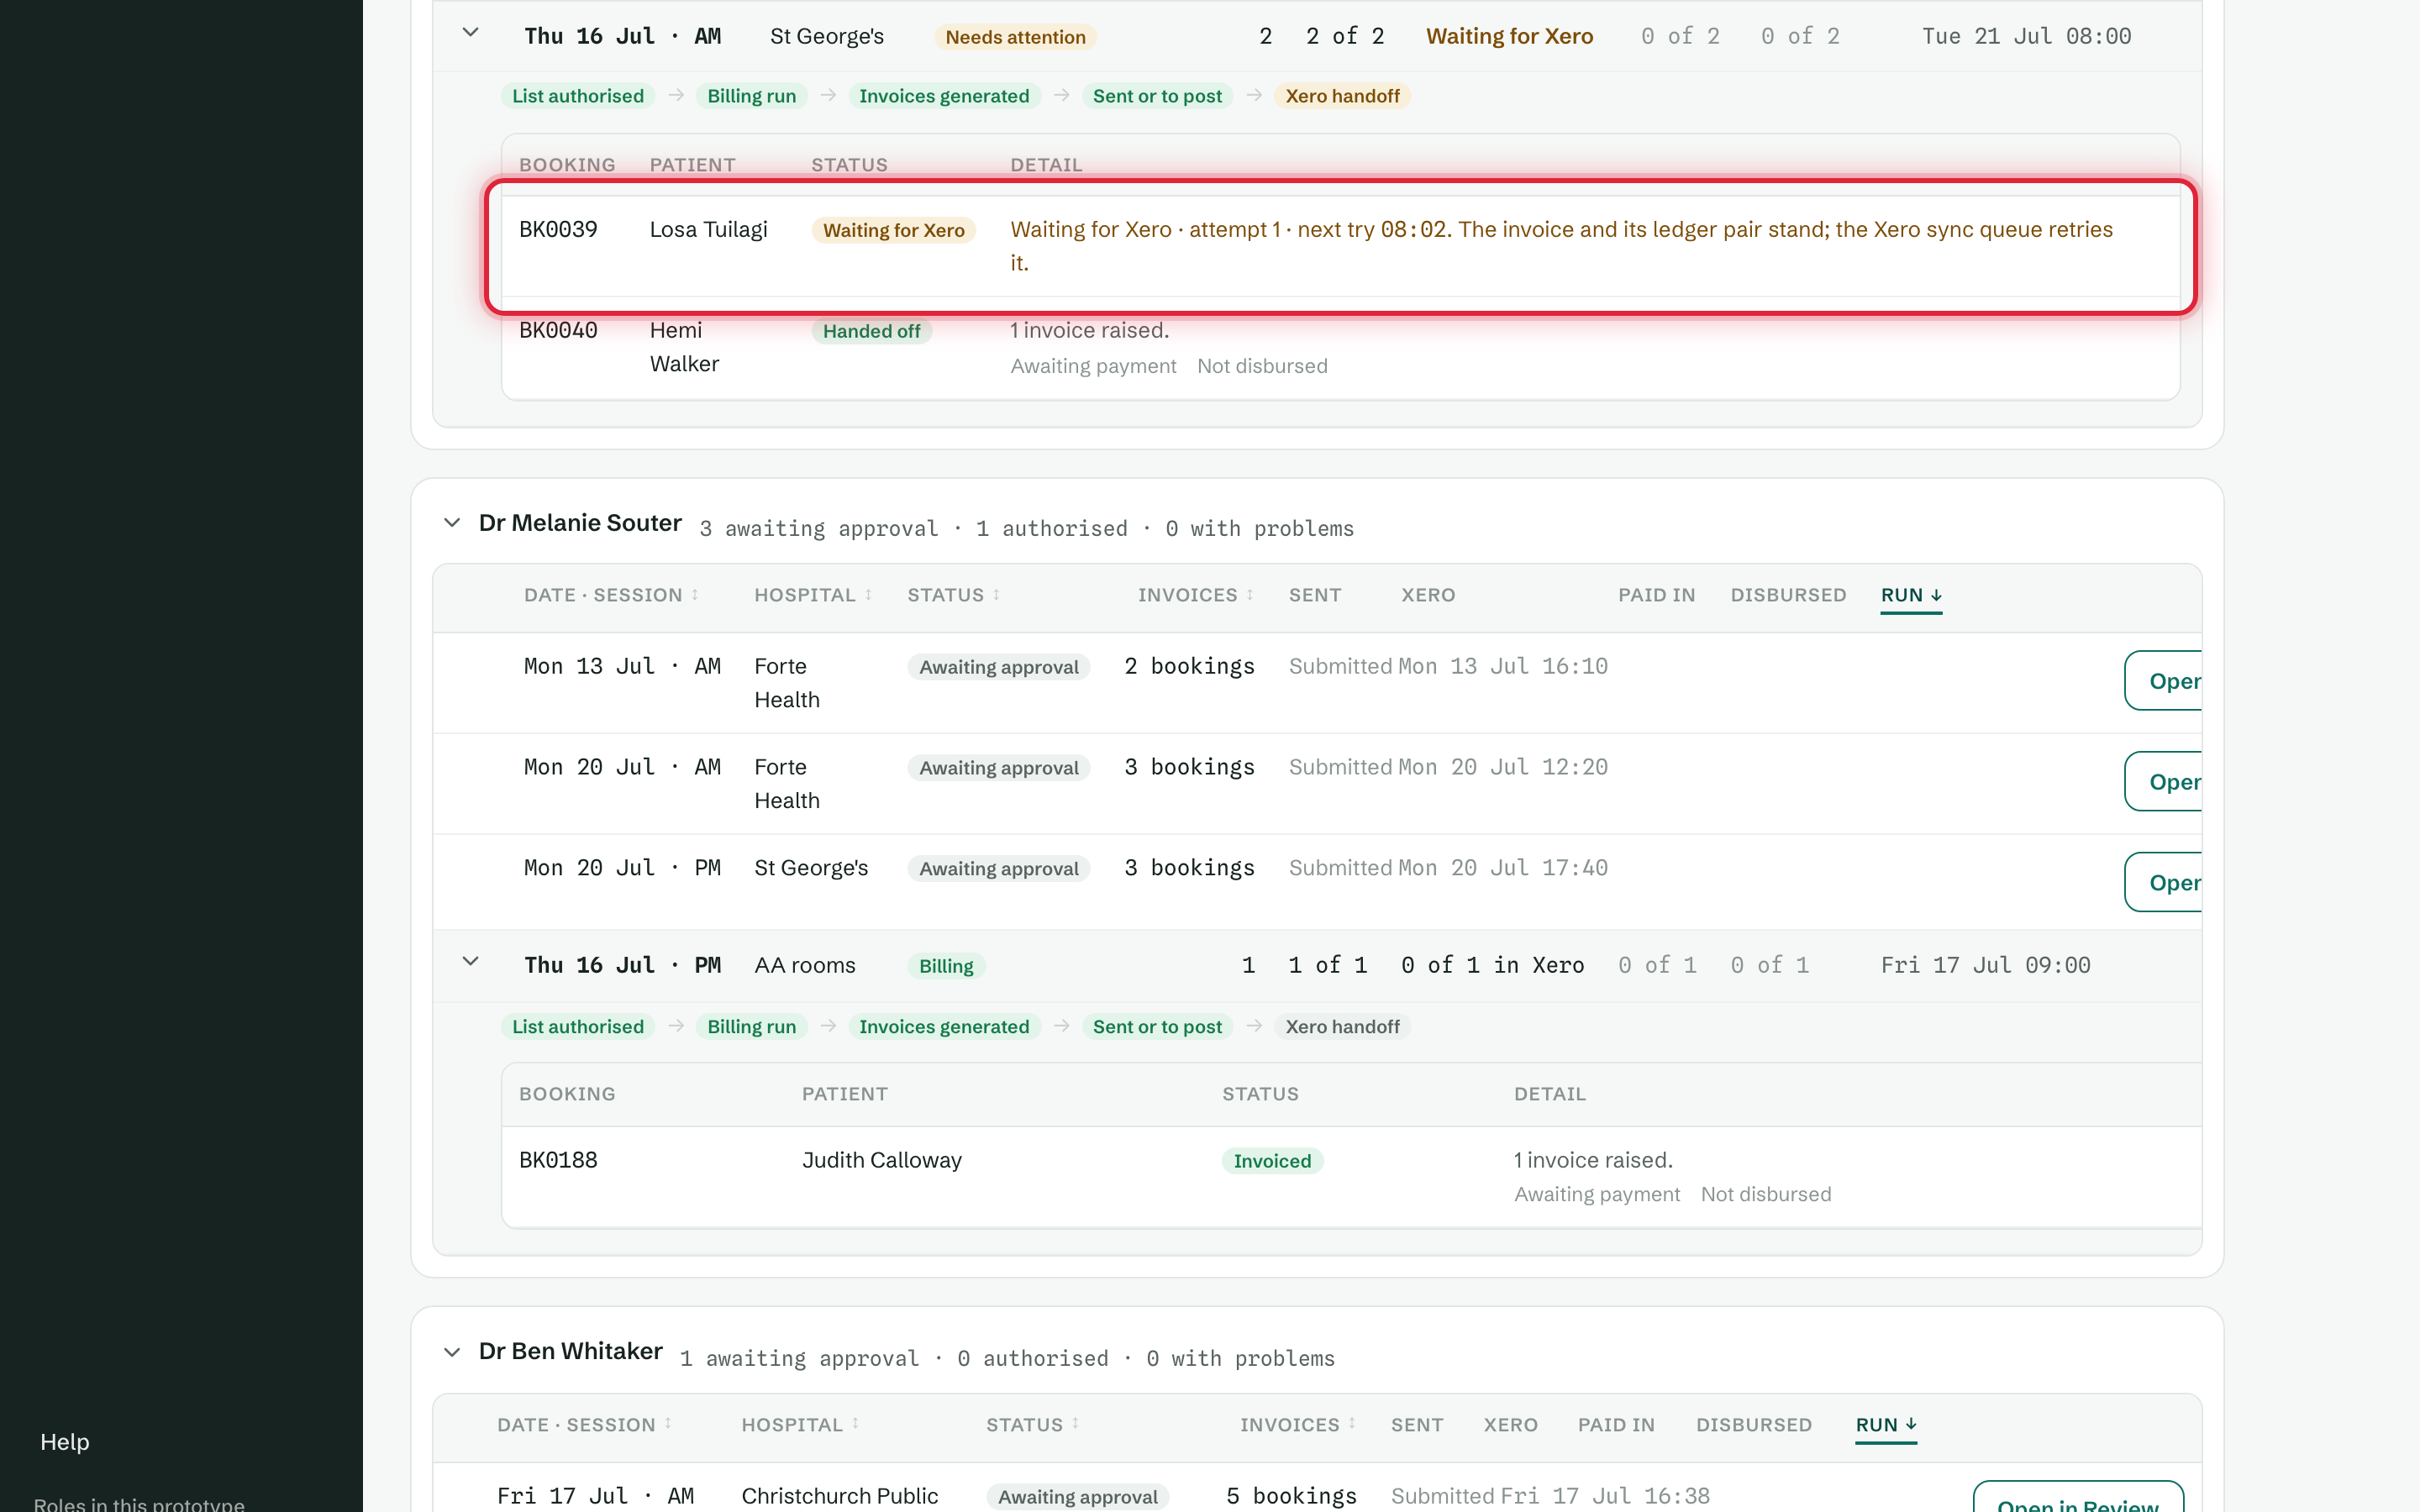 Thu 16 Jul · AM St George's Needs attention 2 2 of 2 Waiting for Xero 0 of 2 0 of 2 Tue 21 Jul 08:00
List authorised → Billing run → Invoices generated → Sent or to post → Xero handoff
BOOKING PATIENT STATUS DETAIL
BK0039 Losa Tuilagi Waiting for Xero Waiting for Xero · attempt 1 · next try 08:02. The invoice and its ledger pair stand; the Xero sync queue retries
it.
BK0040 Hemi Handed off 1 invoice raised.
Walker Awaiting payment Not disbursed
Dr Melanie Souter 3 awaiting approval · 1 authorised · 0 with problems
DATE · SESSION ↕ HOSPITAL ↕ STATUS ↕ INVOICES ↕ SENT XERO PAID IN DISBURSED RUN ↓
Mon 13 Jul · AM Forte Awaiting approval 2 bookings Submitted Mon 13 Jul 16:10 Open
Health
Mon 20 Jul · AM Forte Awaiting approval 3 bookings Submitted Mon 20 Jul 12:20 Open
Health
Mon 20 Jul · PM St George's Awaiting approval 3 bookings Submitted Mon 20 Jul 17:40 Open
Thu 16 Jul · PM AA rooms Billing 1 1 of 1 0 of 1 in Xero 0 of 1 0 of 1 Fri 17 Jul 09:00
List authorised → Billing run → Invoices generated → Sent or to post → Xero handoff
BOOKING PATIENT STATUS DETAIL
BK0188 Judith Calloway Invoiced 1 invoice raised.
Awaiting payment Not disbursed
Dr Ben Whitaker 1 awaiting approval · 0 authorised · 0 with problems
DATE · SESSION ↕ HOSPITAL ↕ STATUS ↕ INVOICES ↕ SENT XERO PAID IN DISBURSED RUN ↓
Fri 17 Jul · AM Christchurch Public Awaiting approval 5 bookings Submitted Fri 17 Jul 16:38 Open in Review
Help
Roles in this prototype